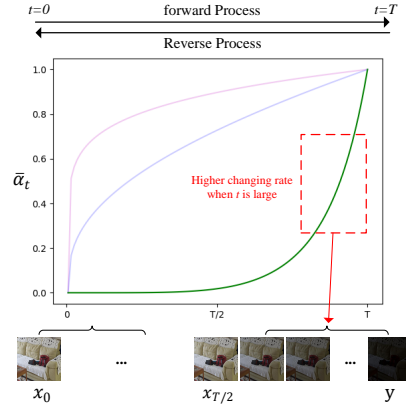 t=0 forward Process t=T
Reverse Process
1.0
0.8
0.6
0.4
0.2
0.0
ᾱt
Higher changing rate
when t is large
0 T/2 T
... ...
x0 xT/2 y